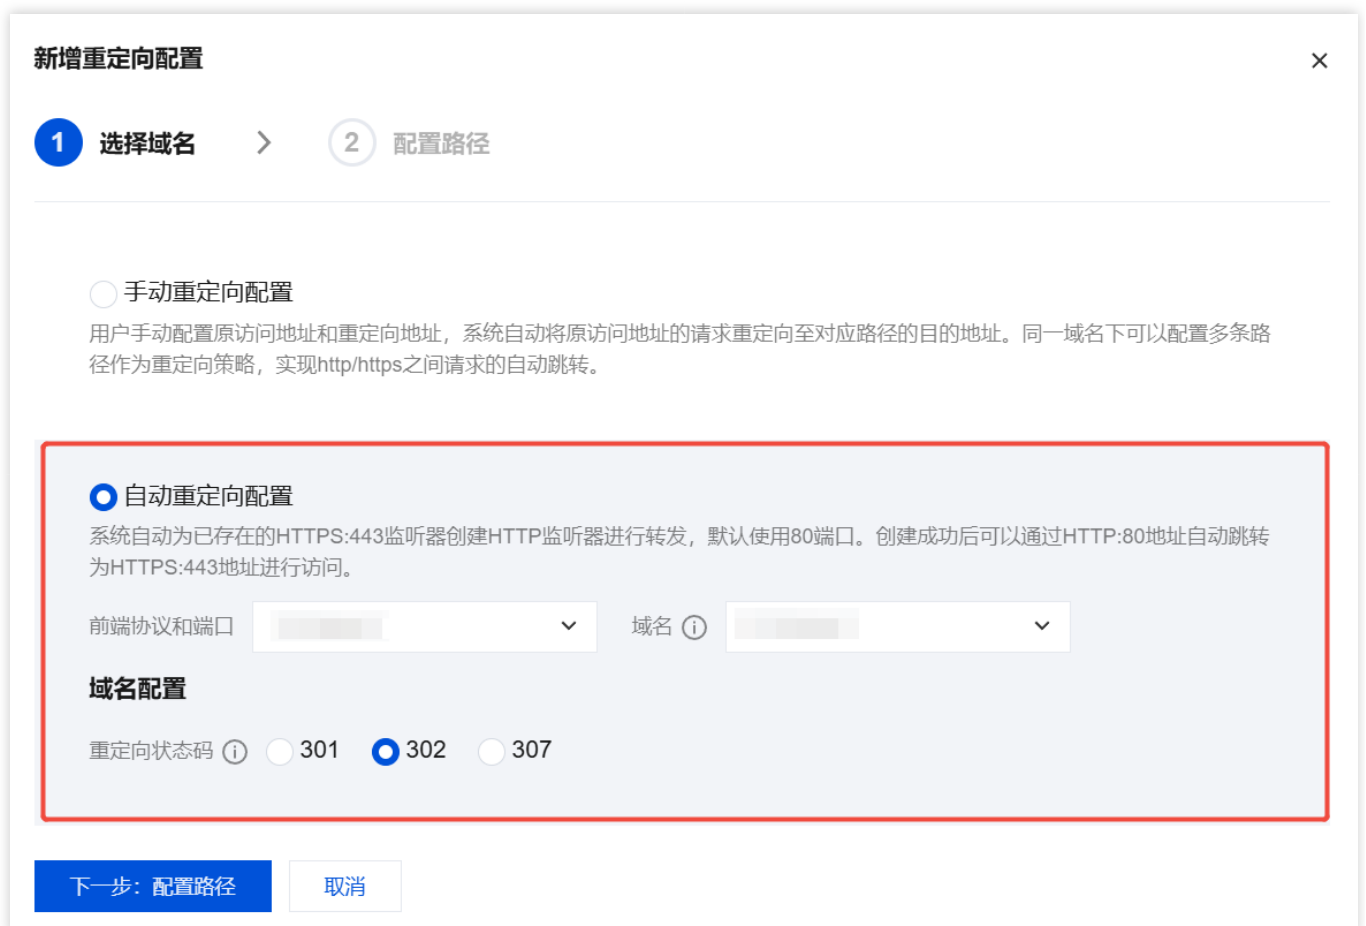 新增重定向配置
1 选择域名 2 配置路径
手动重定向配置
用户手动配置原访问地址和重定向地址，系统自动将原访问地址的请求重定向至对应路径的目的地址。同一域名下可以配置多条路
径作为重定向策略，实现http/https之间请求的自动跳转。
自动重定向配置
系统自动为已存在的HTTPS:443监听器创建HTTP监听器进行转发，默认使用80端口。创建成功后可以通过HTTP:80地址自动跳转
为HTTPS:443地址进行访问。
前端协议和端口 域名
域名配置
重定向状态码 301 302 307
下一步：配置路径 取消